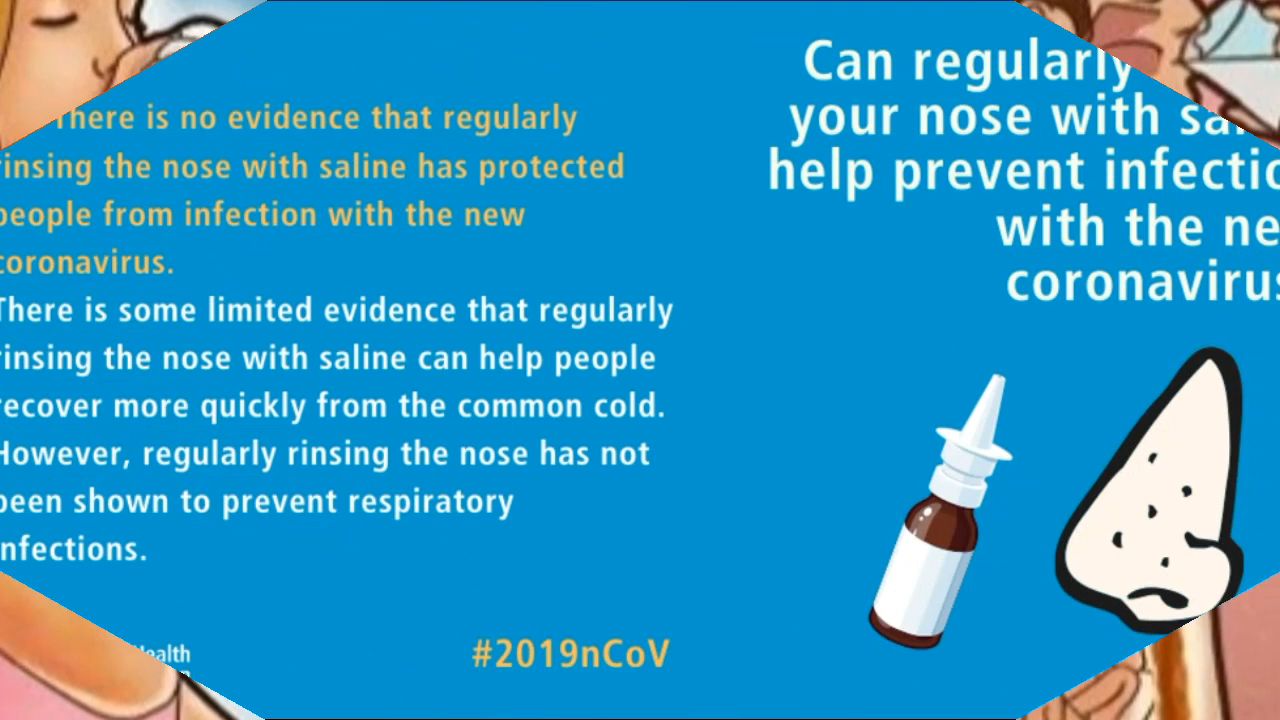 Can regularly
your nose with
help prevent infectio
with the ne
coronavirus
There is no evidence that regularly
rinsing the nose with saline has protected
people from infection with the new
coronavirus.
There is some limited evidence that regularly
rinsing the nose with saline can help people
recover more quickly from the common cold.
However, regularly rinsing the nose has not
been shown to prevent respiratory
infections.
Health
#2019nCoV